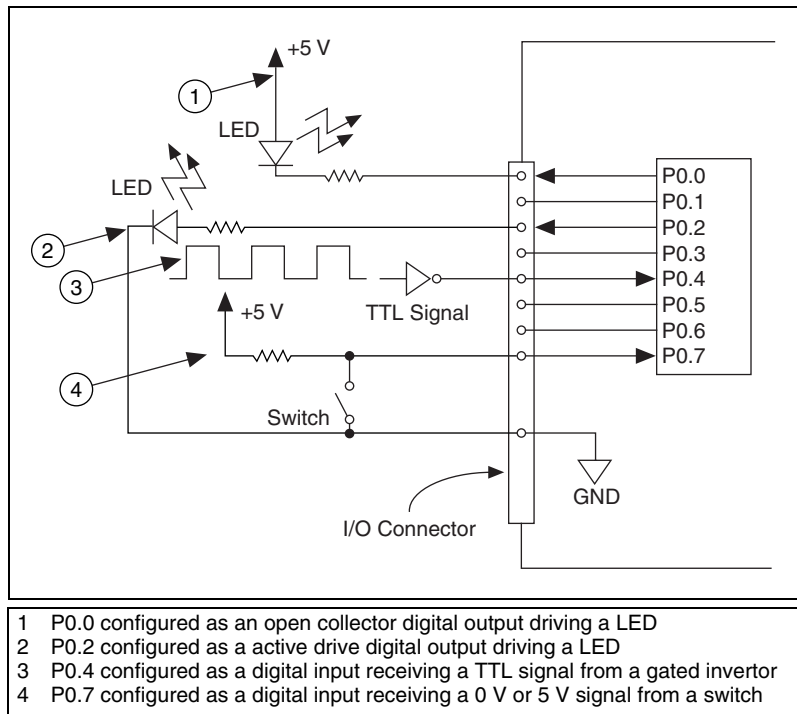 +5 V
1
LED
LED
P0.0
P0.1
P0.2
2
P0.3
3
P0.4
TTL Signal
P0.5
+5 V
P0.6
P0.7
4
Switch
GND
I/O Connector
1 P0.0 configured as an open collector digital output driving a LED
2 P0.2 configured as a active drive digital output driving a LED
3 P0.4 configured as a digital input receiving a TTL signal from a gated invertor
4 P0.7 configured as a digital input receiving a 0 V or 5 V signal from a switch